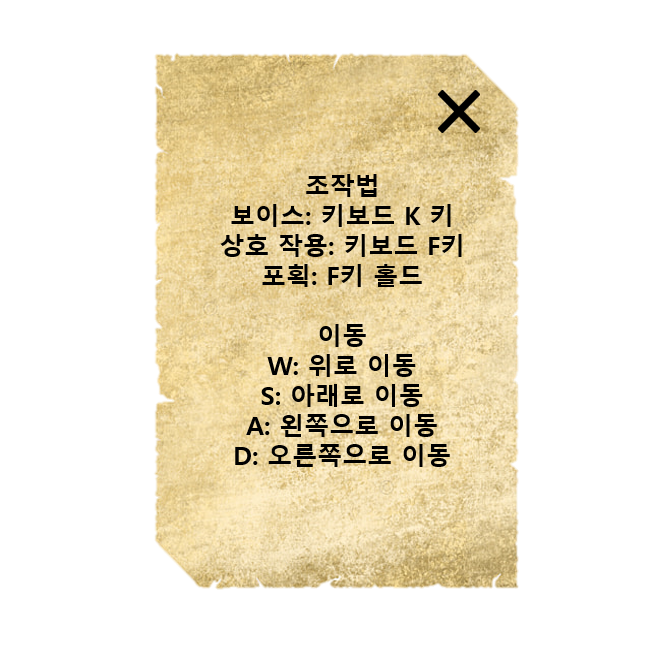 조작법
보이스: 키보드 K 키
상호 작용: 키보드 F키
포획: F키 홀드
이동
W: 위로 이동
S: 아래로 이동
A: 왼쪽으로 이동
D: 오른쪽으로 이동